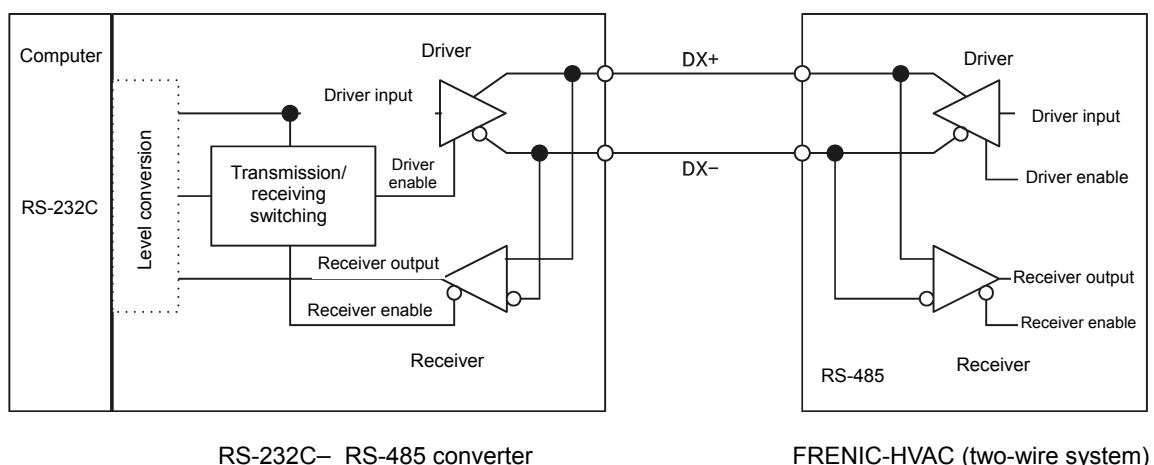 Computer
RS-232C
Level conversion
Driver
Driver input
Transmission/
receiving
switching
Driver
enable
Receiver output
Receiver enable
Receiver
DX+
DX−
Driver
Driver input
Driver enable
Receiver output
Receiver enable
Receiver
RS-485
RS-232C– RS-485 converter
FRENIC-HVAC (two-wire system)